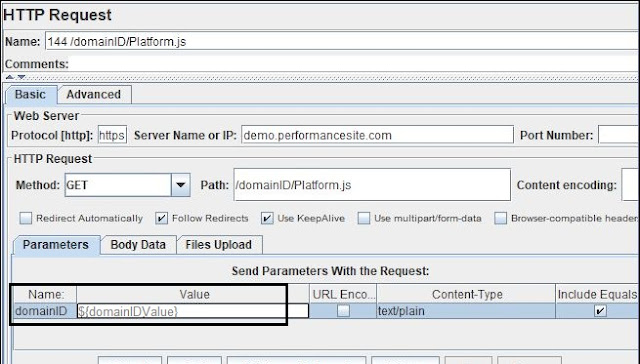 HTTP Request
Name: 144 /domainID/Platform.js
Comments:
Basic Advanced
Web Server
Protocol [http]: https Server Name or IP: demo.performancesite.com Port Number:
HTTP Request
Method: GET Path: /domainID/Platform.js Content encoding:
Redirect Automatically Follow Redirects Use KeepAlive Use multipart/form-data Browser-compatible header
Parameters Body Data Files Upload
Send Parameters With the Request:
Name: Value URL Enco... Content-Type Include Equals
domainID ${domainIDValue} text/plain